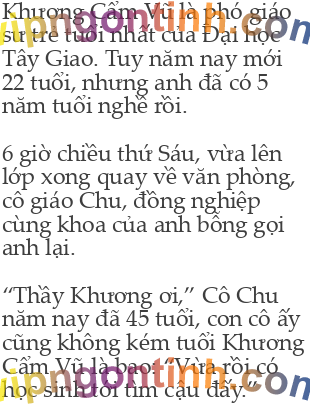 Khương Cẩm Vũ là phó giáo
sư trẻ tuổi nhất của Đại học
Tây Giao. Tuy năm nay mới
22 tuổi, nhưng anh đã có 5
năm tuổi nghề rồi.
6 giờ chiều thứ Sáu, vừa lên
lớp xong quay về văn phòng,
cô giáo Chu, đồng nghiệp
cùng khoa của anh bỗng gọi
anh lại.
“Thầy Khương ơi,” Cô Chu
năm nay đã 45 tuổi, con cô ấy
cũng không kém tuổi Khương
Cẩm Vũ là bao. “Vừa rồi có
học sinh tới tìm cậu đấy.”
vipngontinh.com
vipngontinh.com